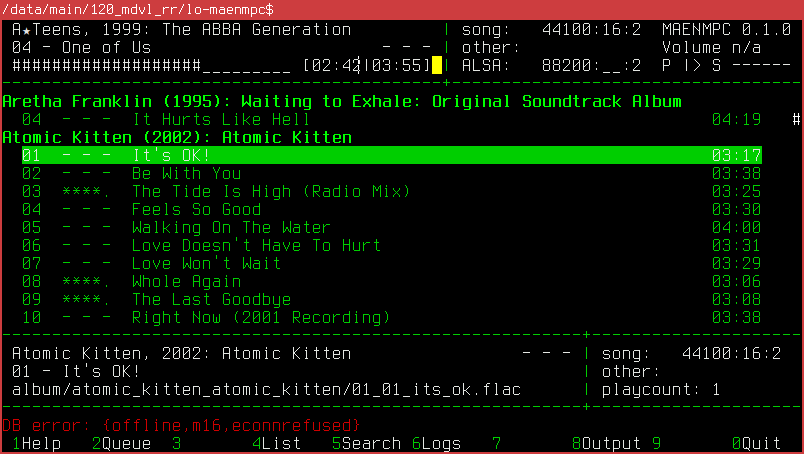 /data/main/120_mdvl_rr/lo-maenmpc$
A★Teens, 1999: The ABBA Generation | song: 44100:16:2 MAENMPC 0.1.0
04 - One of Us - - - | other: Volume n/a
####################_________ [02:42|03:55] | ALSA: 88200:__:2 P |> S ------
Aretha Franklin (1995): Waiting to Exhale: Original Soundtrack Album
04 - - - It Hurts Like Hell 04:19 #
Atomic Kitten (2002): Atomic Kitten
01 - - - It's OK! 03:17
02 - - - Be With You 03:38
03 ****. The Tide Is High (Radio Mix) 03:25
04 - - - Feels So Good 03:30
05 - - - Walking On The Water 04:00
06 - - - Love Doesn't Have To Hurt 03:31
07 - - - Love Won't Wait 03:29
08 ****. Whole Again 03:06
09 ****. The Last Goodbye 03:08
10 - - - Right Now (2001 Recording) 03:38
Atomic Kitten, 2002: Atomic Kitten - - - | song: 44100:16:2
01 - It's OK! | other:
album/atomic_kitten_atomic_kitten/01_01_its_ok.flac | playcount: 1
DB error: {offline,m16,econnrefused}
1Help 2Queue 3 4List 5Search 6Logs 7 8Output 9 0Quit